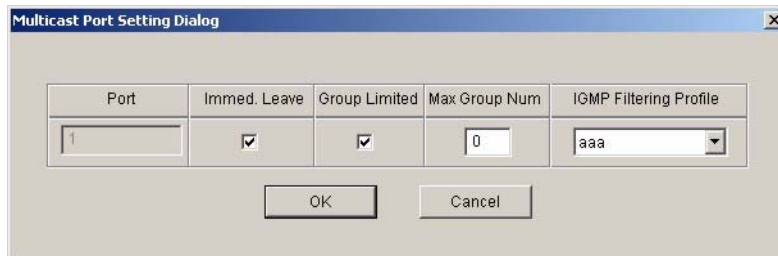 Multicast Port Setting Dialog
Port Immed. Leave Group Limited Max Group Num IGMP Filtering Profile
1 0 aaa
OK Cancel